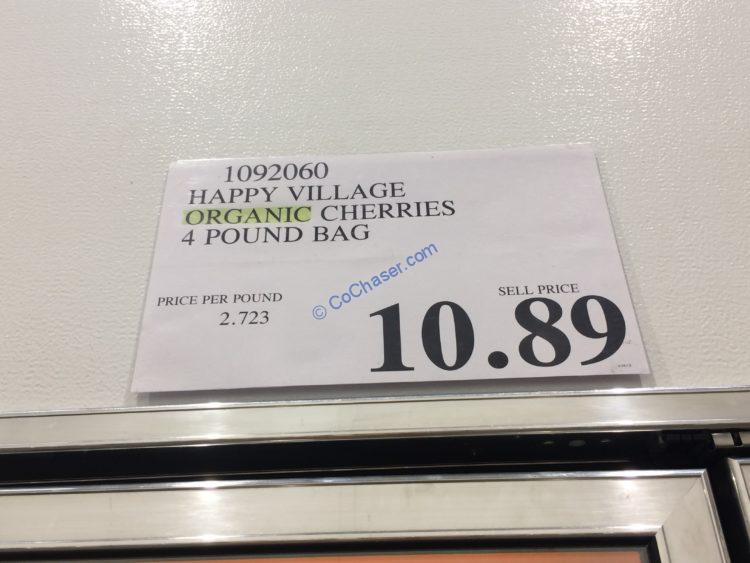 1092060
HAPPY VILLAGE
ORGANIC CHERRIES
4 POUND BAG
© CoChaser.com
PRICE PER POUND
2.723
SELL PRICE
10.89